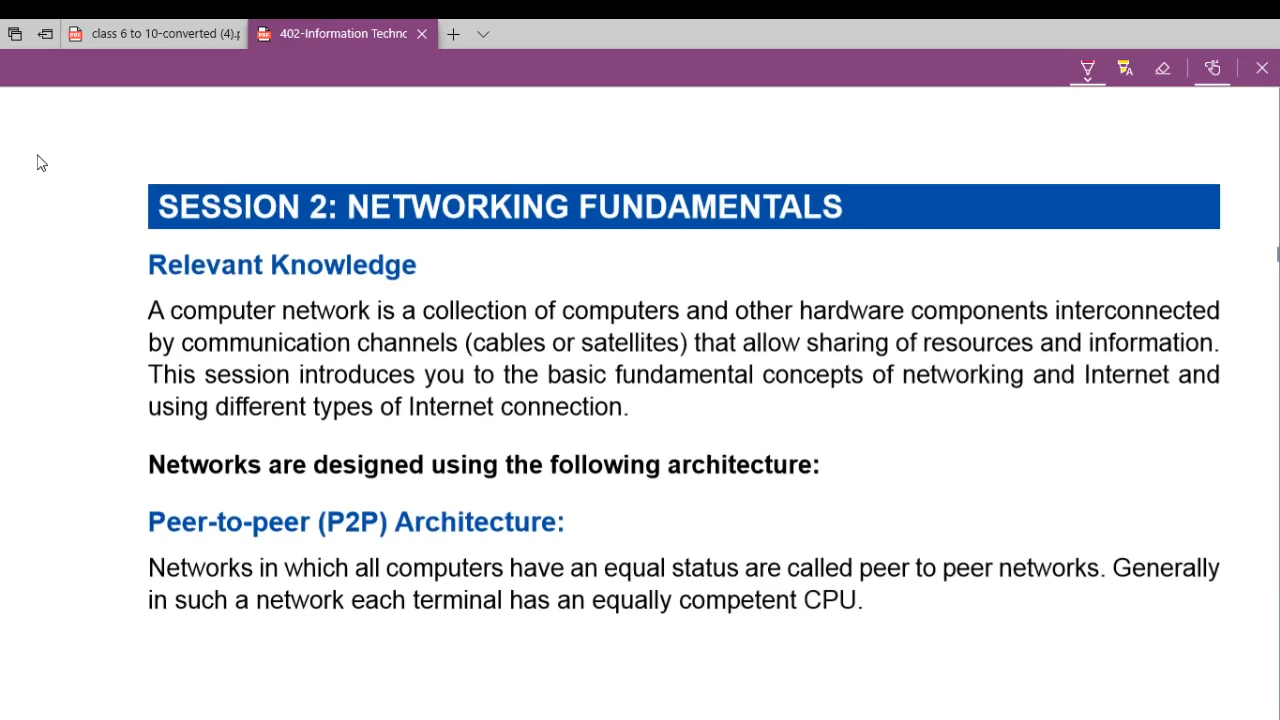 class 6 to 10-converted (4).p
402-Information Techno
SESSION 2: NETWORKING FUNDAMENTALS
Relevant Knowledge
A computer network is a collection of computers and other hardware components interconnected
by communication channels (cables or satellites) that allow sharing of resources and information.
This session introduces you to the basic fundamental concepts of networking and Internet and
using different types of Internet connection.
Networks are designed using the following architecture:
Peer-to-peer (P2P) Architecture:
Networks in which all computers have an equal status are called peer to peer networks. Generally
in such a network each terminal has an equally competent CPU.